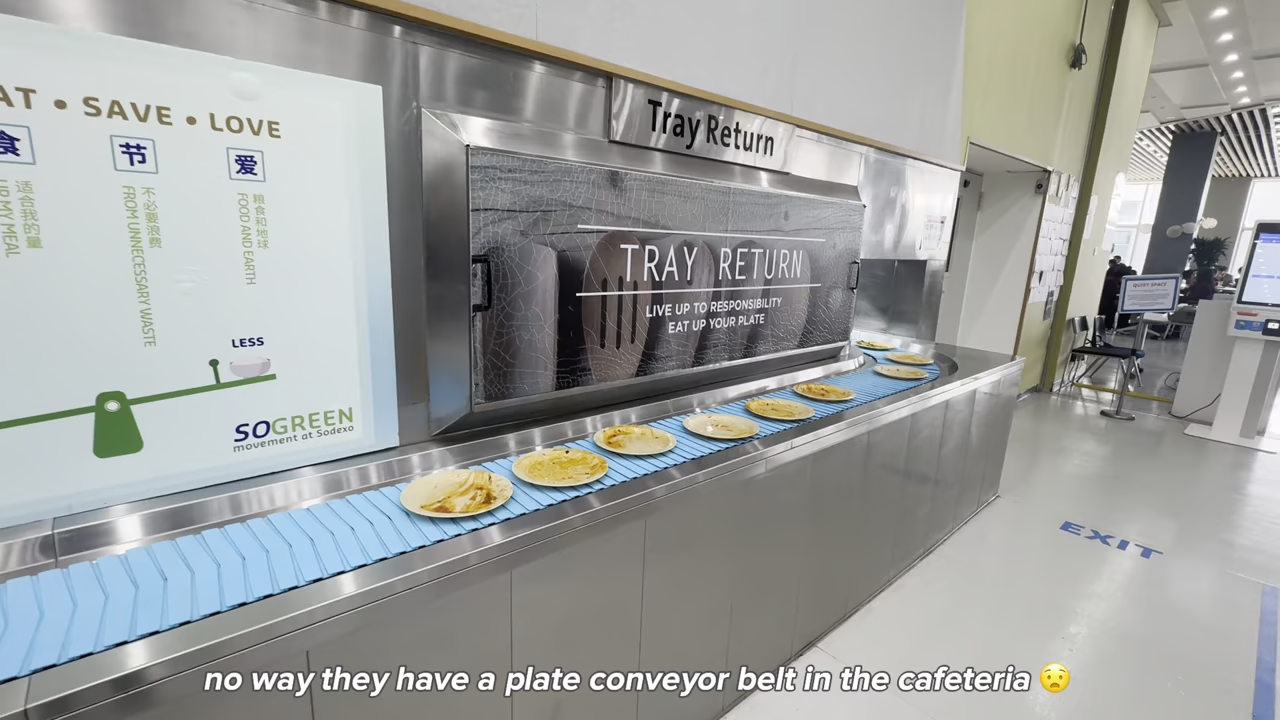 AT • SAVE • LOVE
食
节
爱
适合我的量
UP MY MEAL
不必要浪费
FROM UNNECESSARY WASTE
粮食和地球
FOOD AND EARTH
LESS
SOGREEN
movement at Sodexo
Tray Return
TRAY RETURN
LIVE UP TO RESPONSIBILITY
EAT UP YOUR PLATE
QUIET SPACE
EXIT
no way they have a plate conveyor belt in the cafeteria 😧